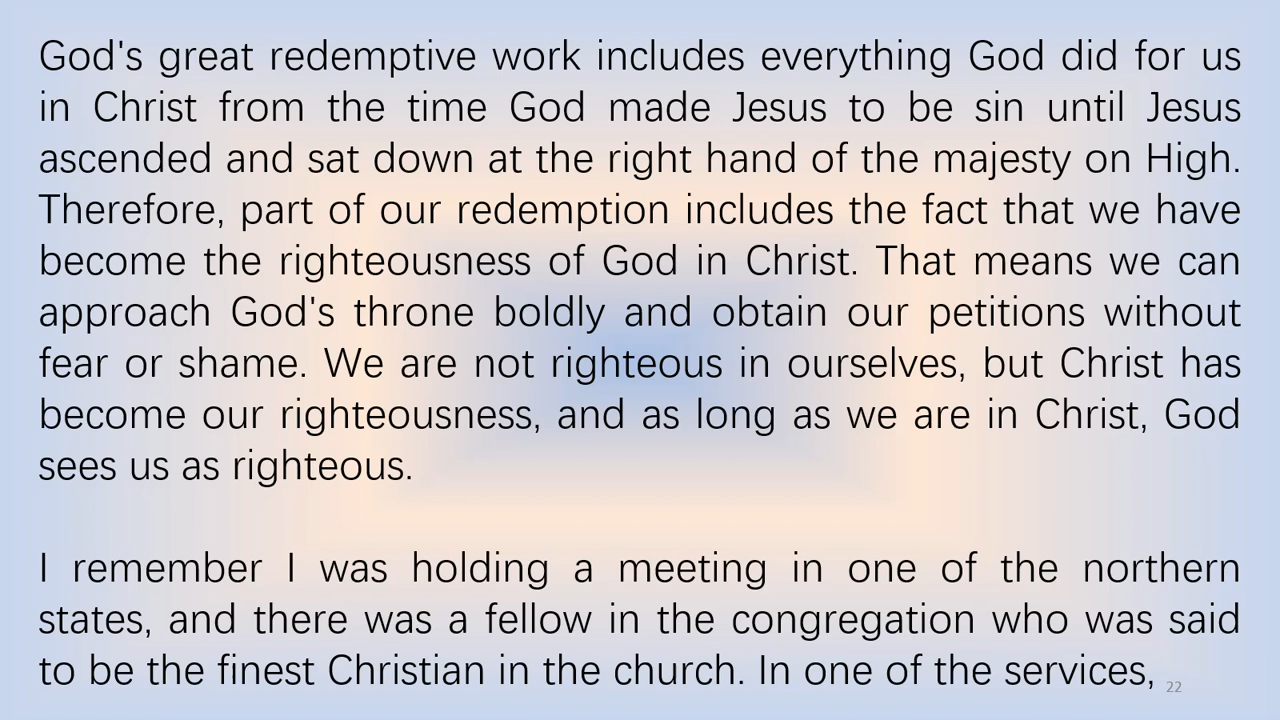 God's great redemptive work includes everything God did for us
in Christ from the time God made Jesus to be sin until Jesus
ascended and sat down at the right hand of the majesty on High.
Therefore, part of our redemption includes the fact that we have
become the righteousness of God in Christ. That means we can
approach God's throne boldly and obtain our petitions without
fear or shame. We are not righteous in ourselves, but Christ has
become our righteousness, and as long as we are in Christ, God
sees us as righteous.
I remember I was holding a meeting in one of the northern
states, and there was a fellow in the congregation who was said
to be the finest Christian in the church. In one of the services,
22